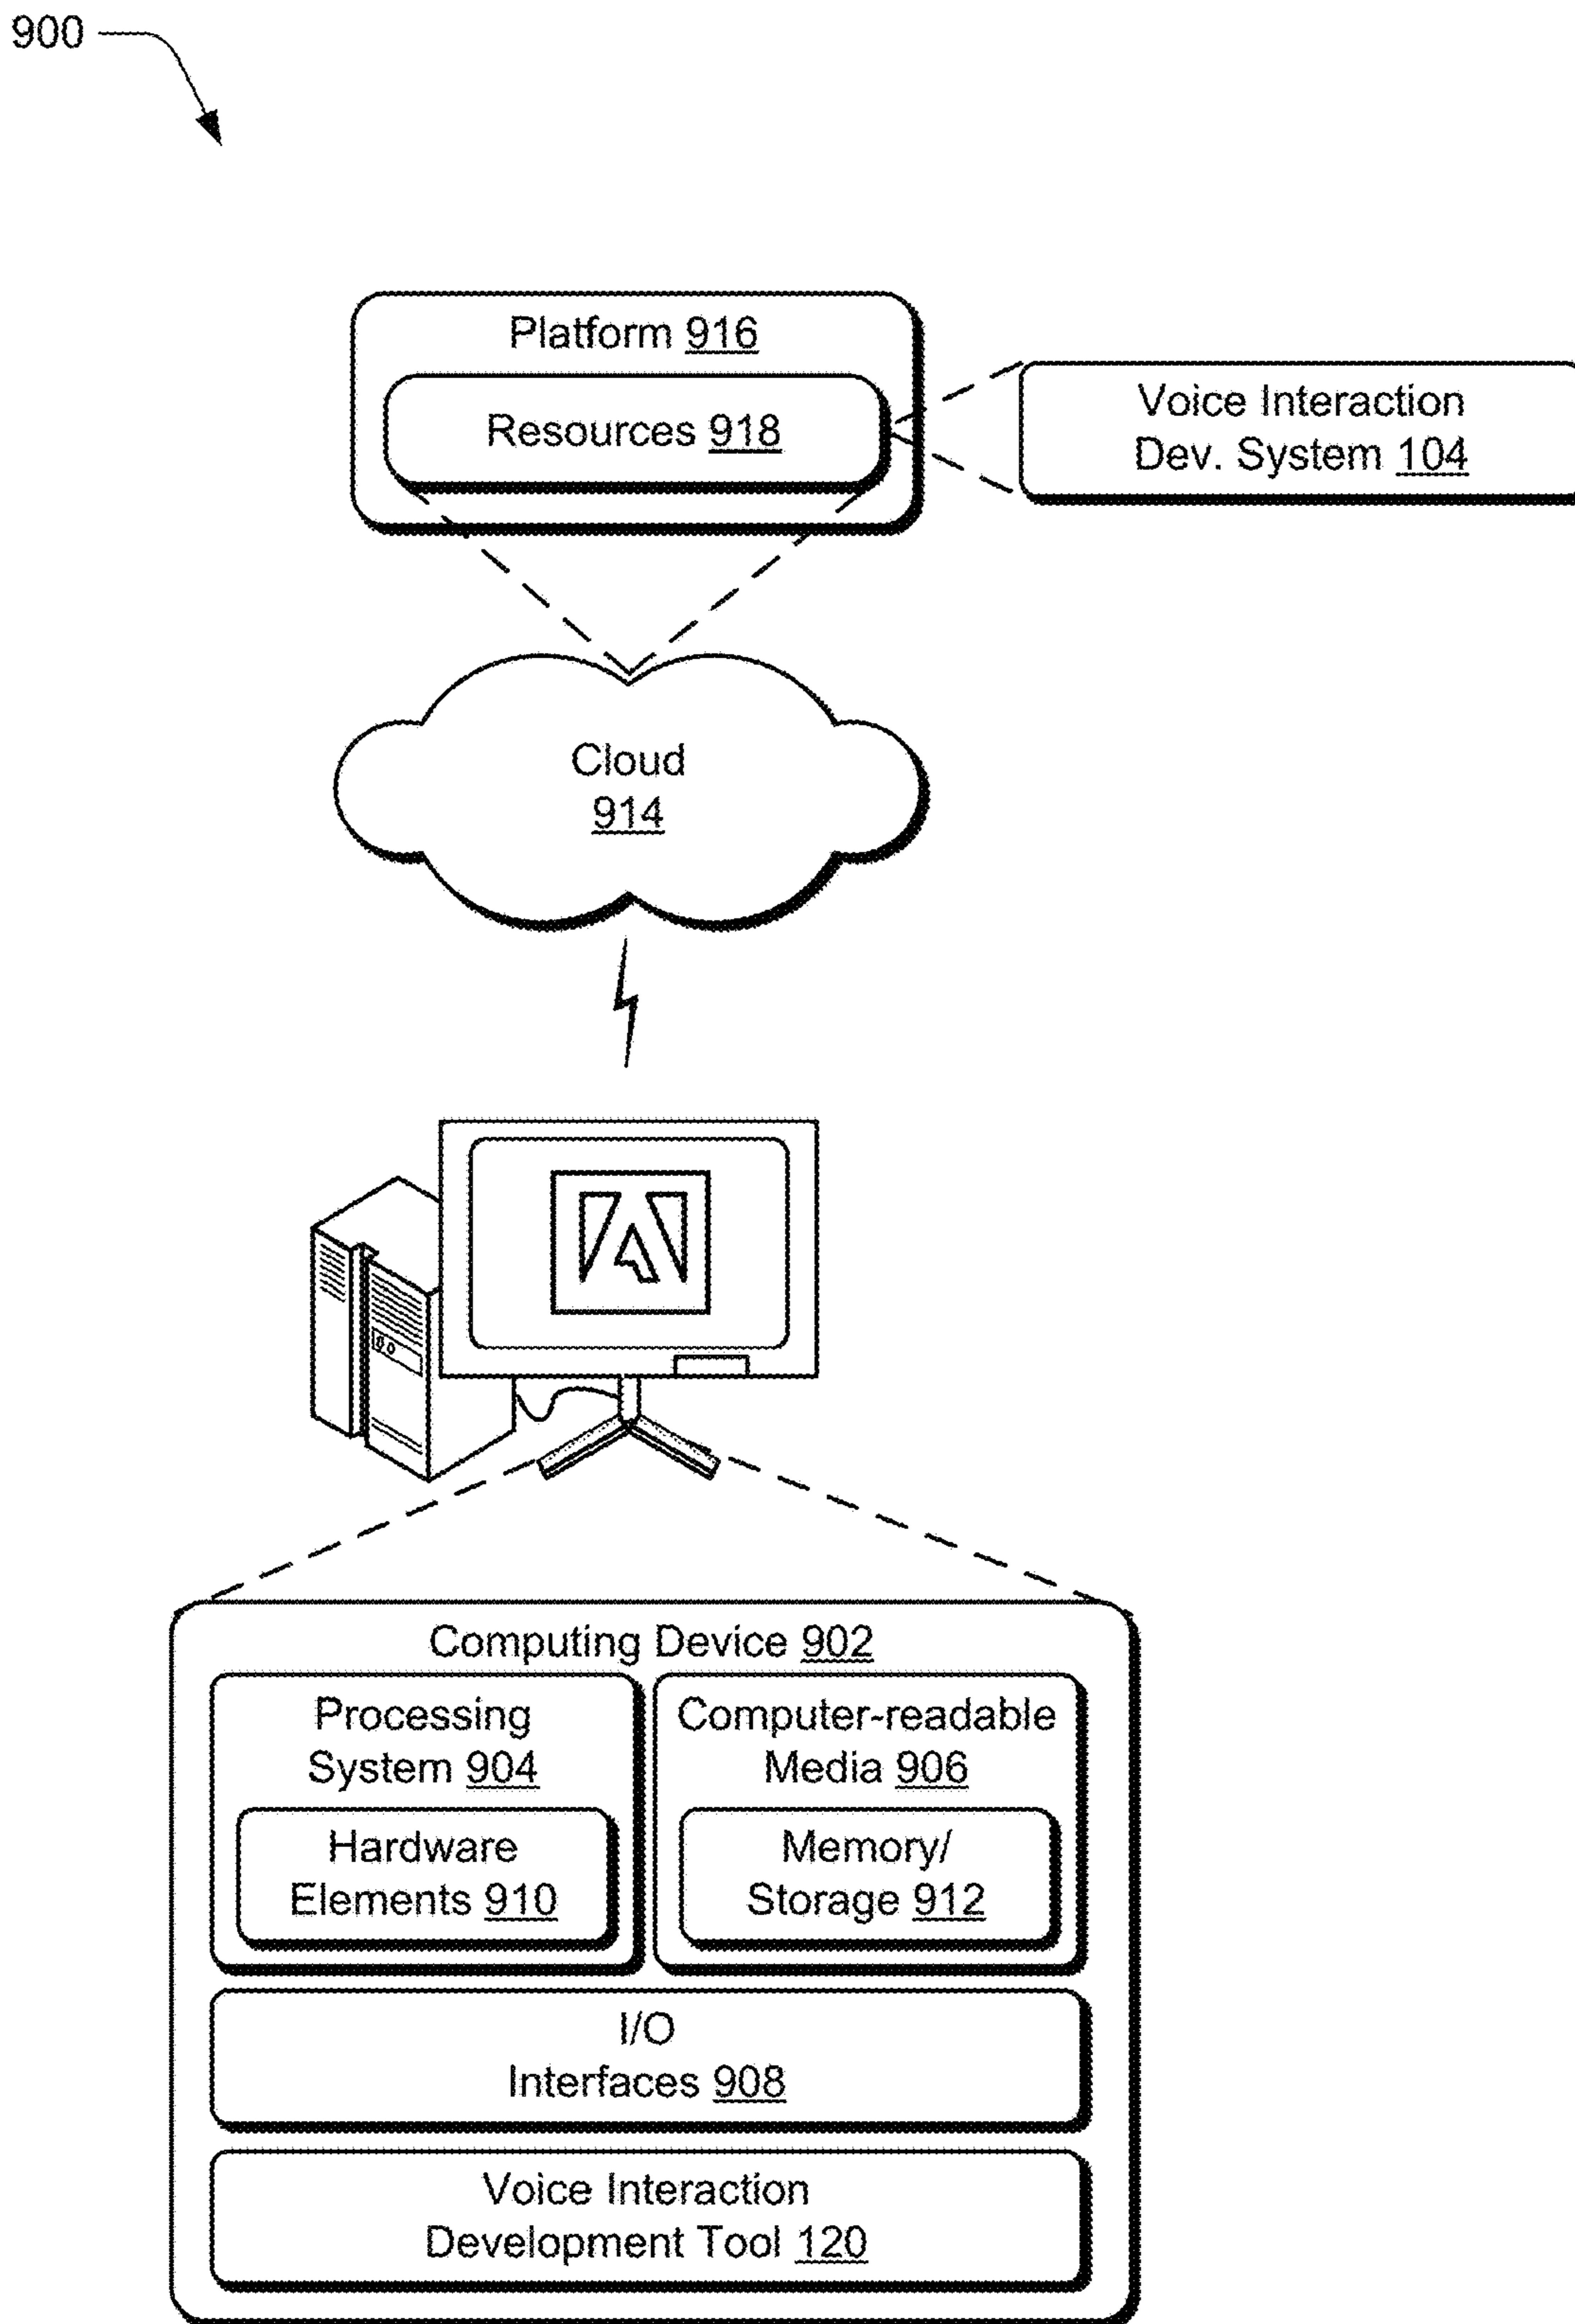 900
Platform 916
Resources 918
Voice Interaction
Dev. System 104
Cloud
914
Computing Device 902
Processing
System 904
Hardware
Elements 910
Computer-readable
Media 906
Memory/
Storage 912
I/O
Interfaces 908
Voice Interaction
Development Tool 120